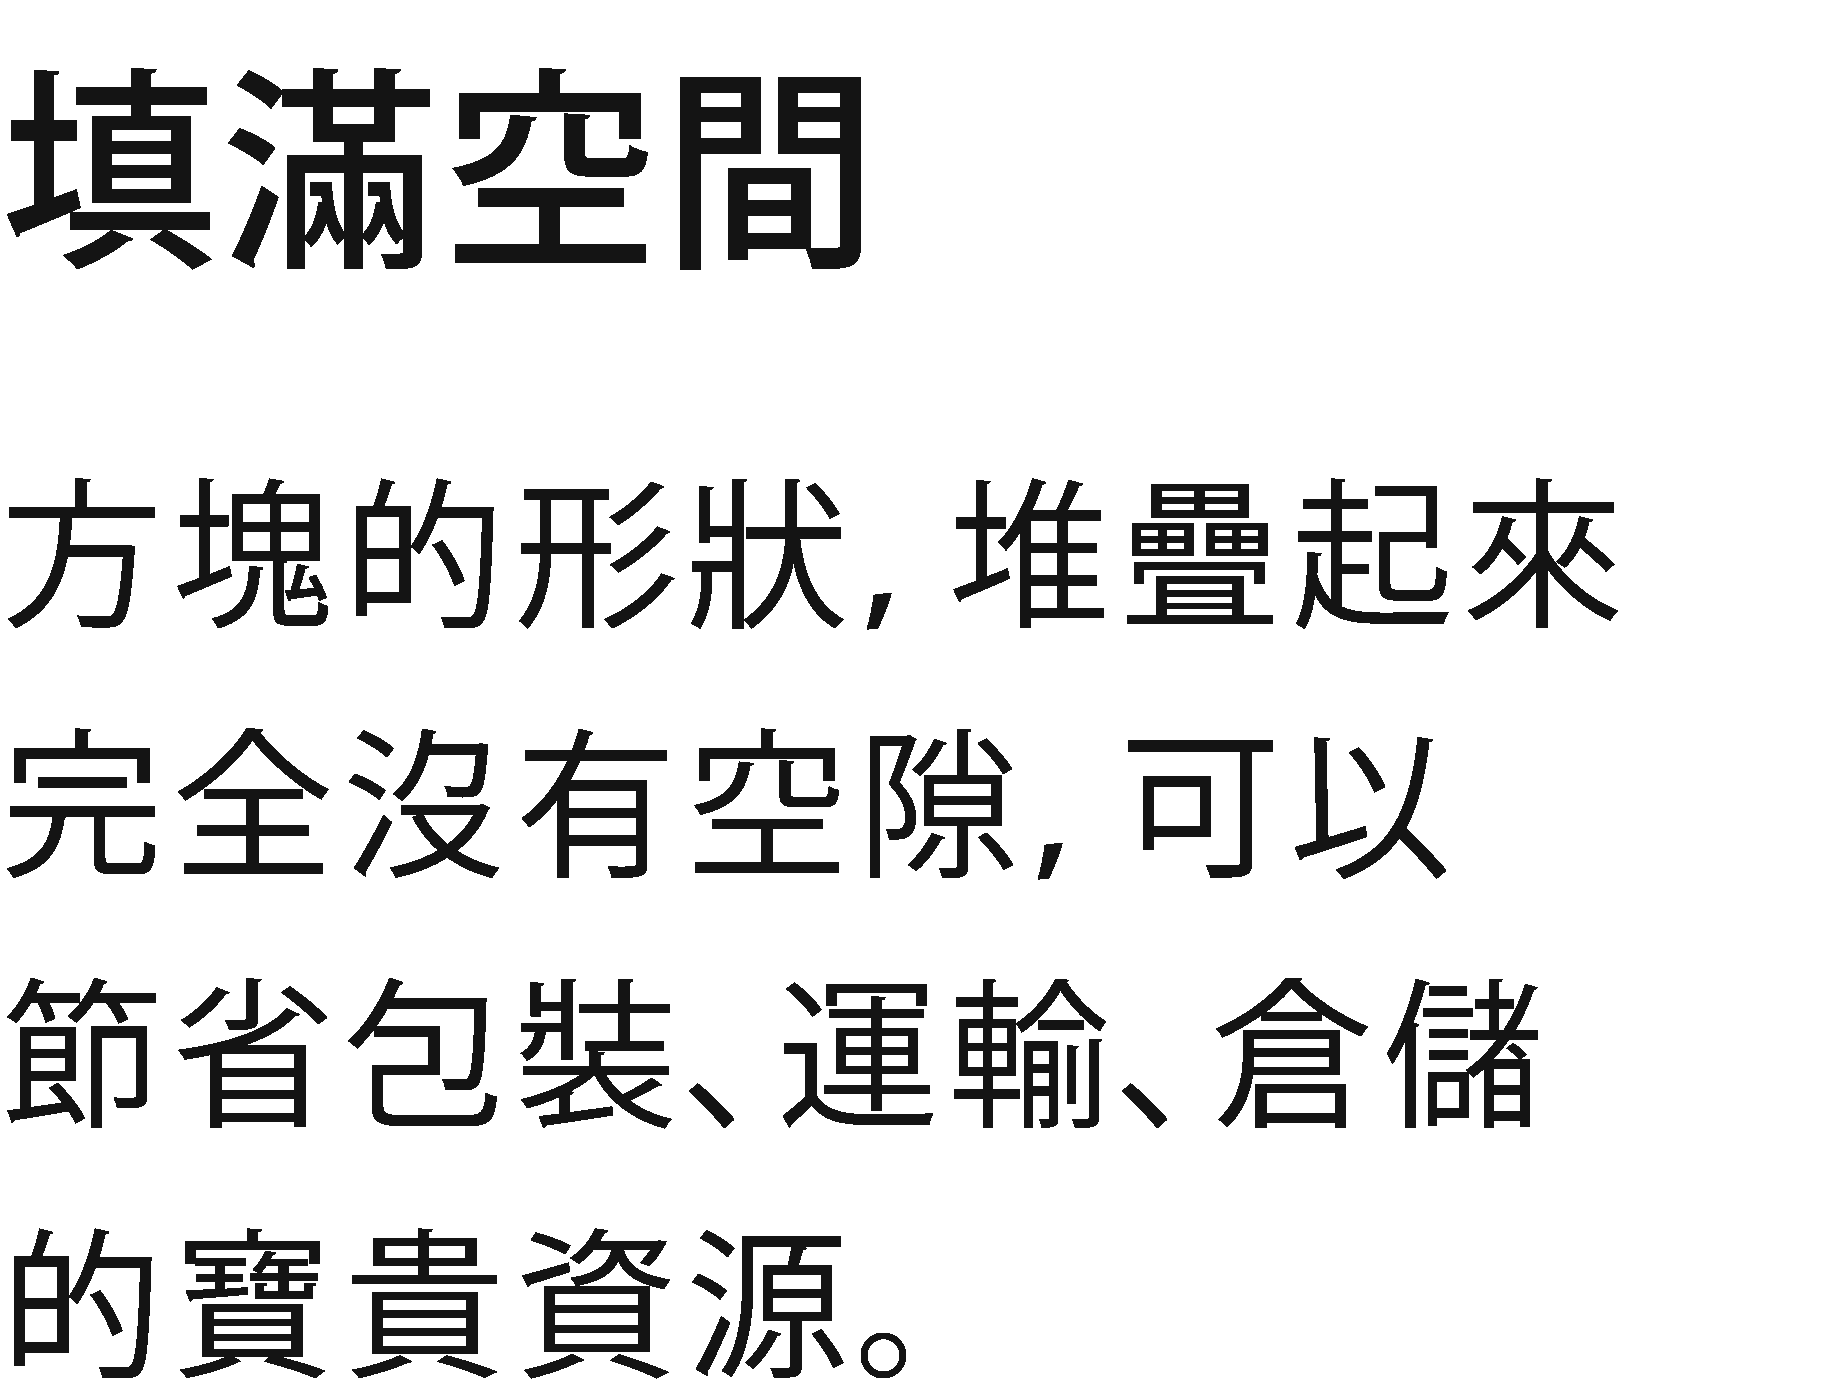 填滿空間
方塊的形狀，堆疊起來
完全沒有空隙，可以
節省包裝、運輸、倉儲
的寶貴資源。